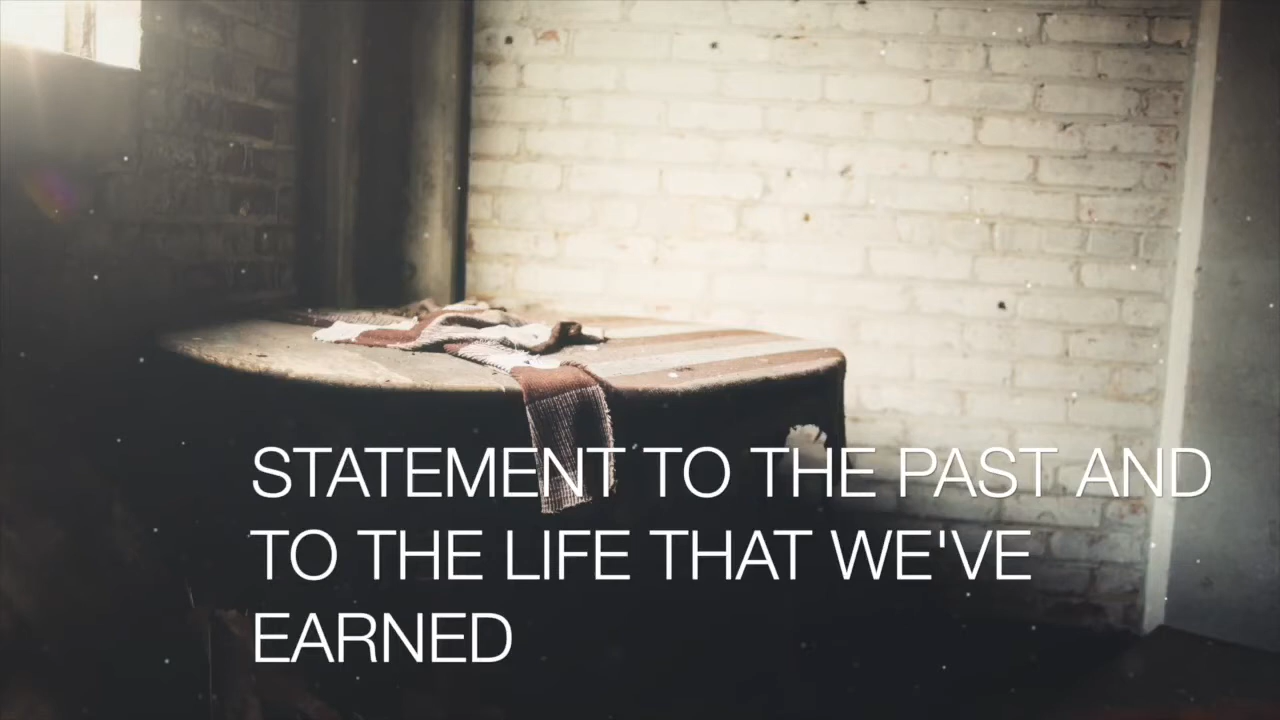 STATEMENT TO THE PAST AND
TO THE LIFE THAT WE'VE
EARNED